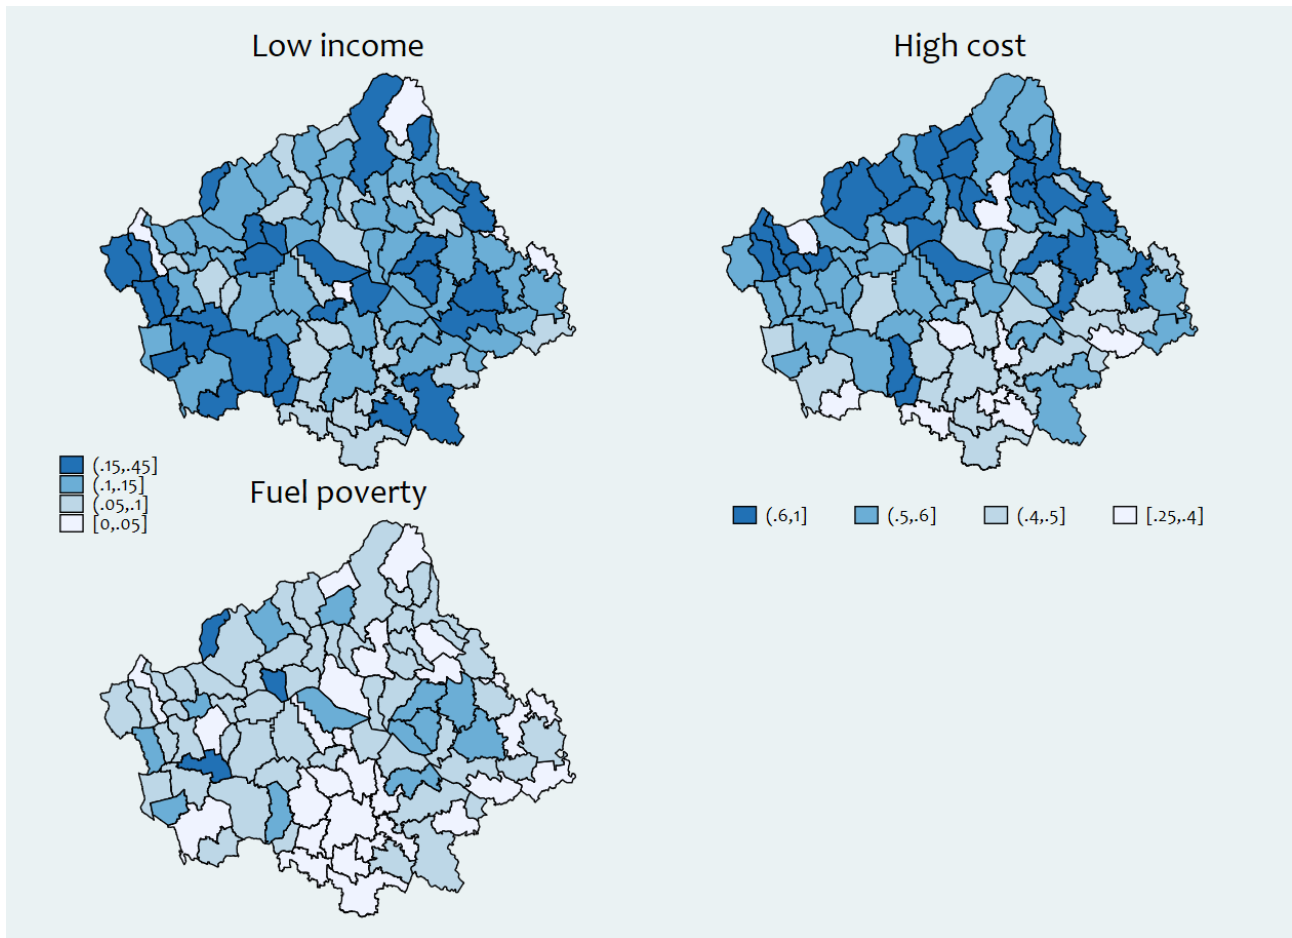 Low income
High cost
(.15,.45]
(.1,.15]
(.05,.1]
[0,.05]
Fuel poverty
(.6,1]
(.5,.6]
(.4,.5]
[.25,.4]